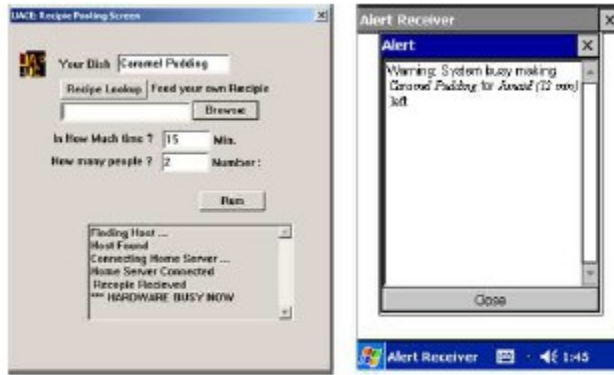 UACE: Recipie Posting Screen
Your Dish Caramel Pudding
Recipe Lookup Feed your own Recipie
Browse
In How Much time ? 15 Min.
How many people ? 2 Number :
Run
Finding Host ...
Host Found
Connecting Home Server ...
Home Server Connected
Recepie Recieved
*** HARDWARE BUSY NOW
Alert Receiver
Alert
Warning: System busy making
Caramel Pudding for Junaid (12 min)
left
Close
Alert Receiver 1:45